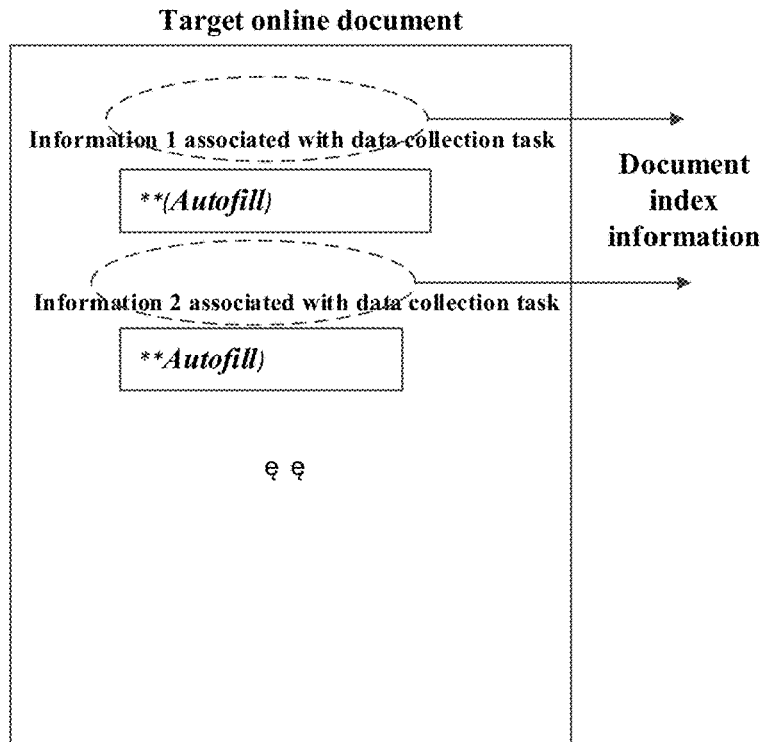 Target online document
Information 1 associated with data collection task
**(Autofill)
Document
index
information
Information 2 associated with data collection task
**Autofill)
ę ę